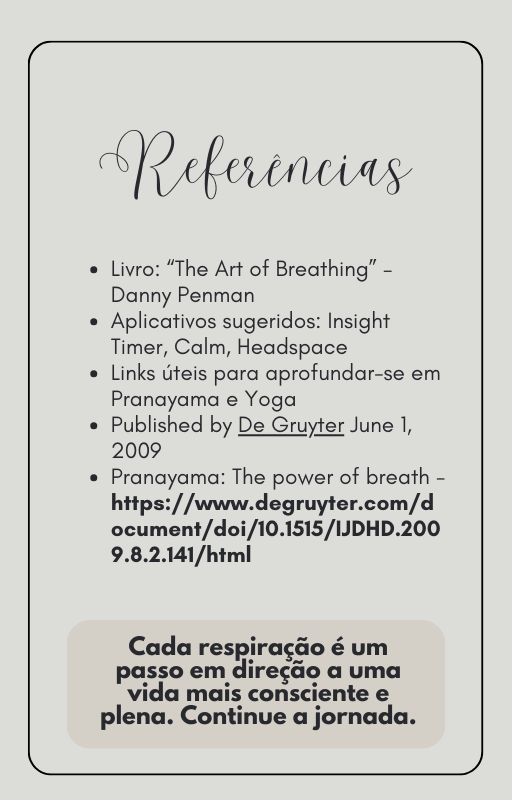 Referências
• Livro: “The Art of Breathing” –
Danny Penman
• Aplicativos sugeridos: Insight
Timer, Calm, Headspace
• Links úteis para aprofundar-se em
Pranayama e Yoga
• Published by De Gruyter June 1,
2009
• Pranayama: The power of breath –
https://www.degruyter.com/d
ocument/doi/10.1515/IJDHD.200
9.8.2.141/html
Cada respiração é um
passo em direção a uma
vida mais consciente e
plena. Continue a jornada.